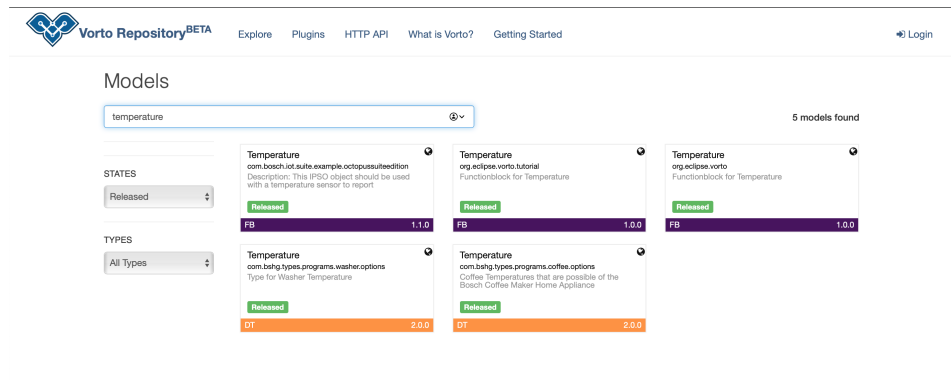 Vorto Repository BETA Explore Plugins HTTP API What is Vorto? Getting Started Login
Models
temperature
5 models found
STATES
Released
TYPES
All Types
Temperature
com.bosch.iot.suite.example.octopussuiteedition
Description: This IPSO object should be used
with a temperature sensor to report
Released
FB 1.1.0
Temperature
org.eclipse.vorto.tutorial
Functionblock for Temperature
Released
FB 1.0.0
Temperature
org.eclipse.vorto
Functionblock for Temperature
Released
FB 1.0.0
Temperature
com.bshg.types.programs.washer.options
Type for Washer Temperature
Released
DT 2.0.0
Temperature
com.bshg.types.programs.coffee.options
Coffee Temperatures that are possible of the
Bosch Coffee Maker Home Appliance
Released
DT 2.0.0